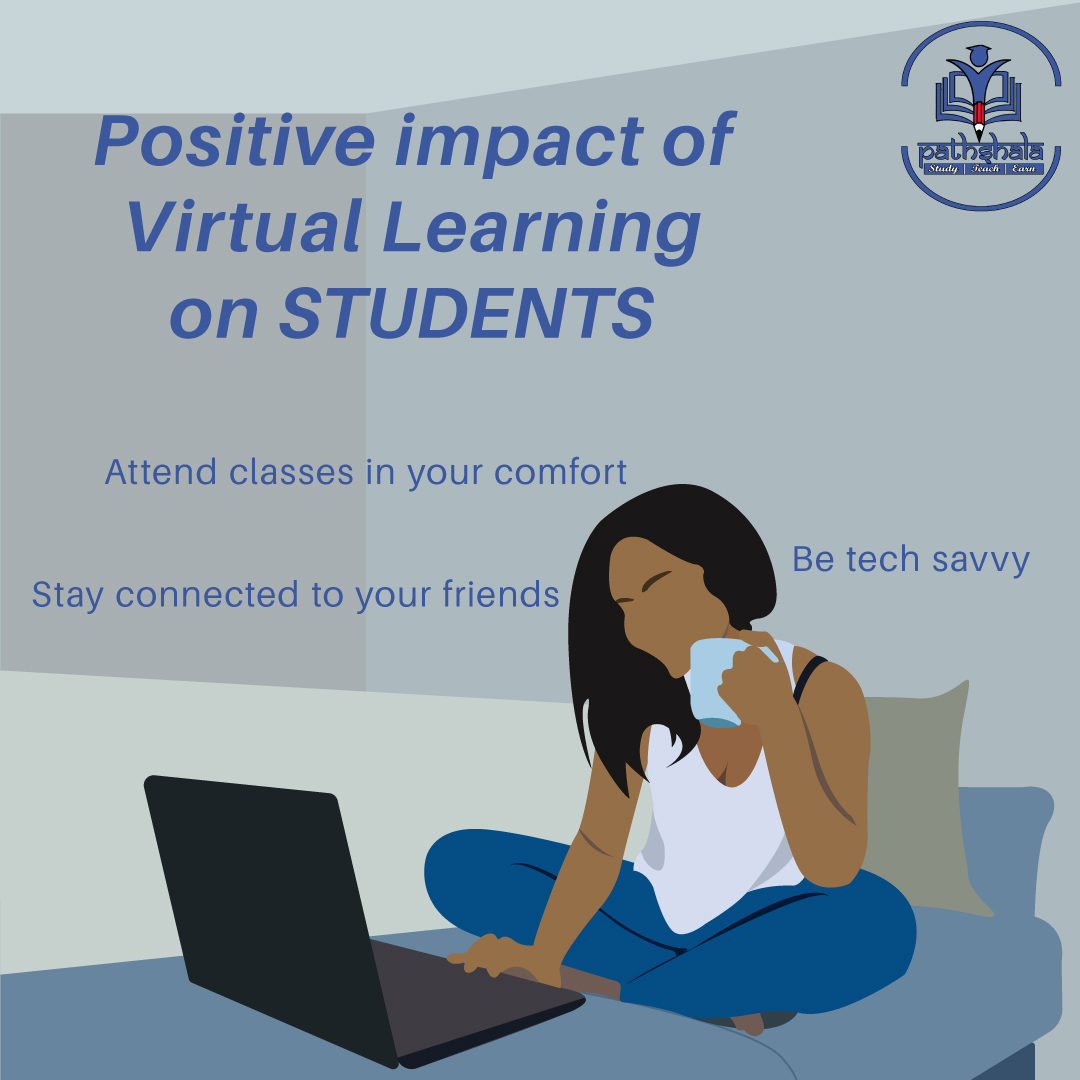 Positive impact of
Virtual Learning
on STUDENTS
pathshala
Study | Teach | Earn
Attend classes in your comfort
Be tech savvy
Stay connected to your friends